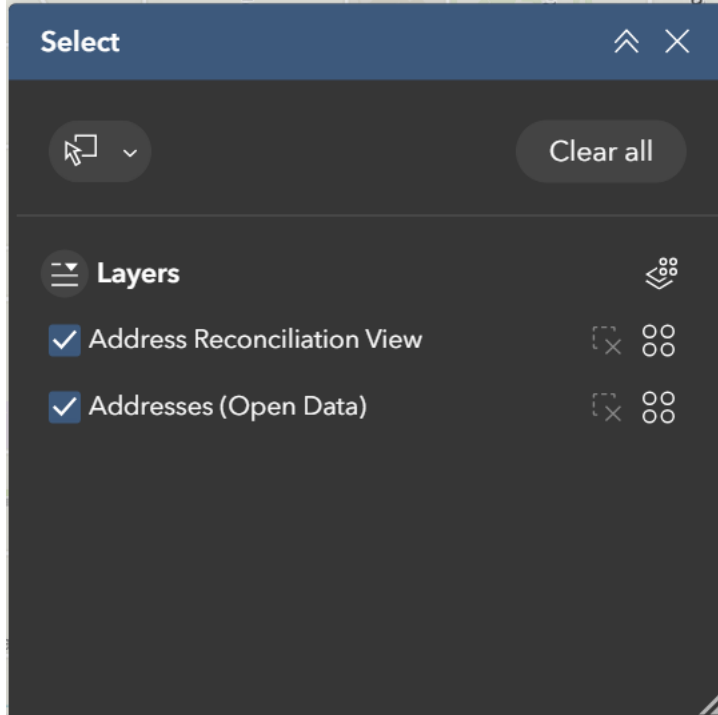 Select
Clear all
Layers
Address Reconciliation View
Addresses (Open Data)